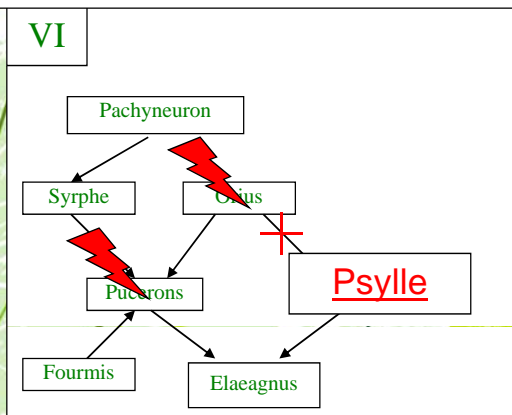 VI
Pachyneuron
Syrphe
Orius
Psylle
Pucerons
Fourmis
Elaeagnus